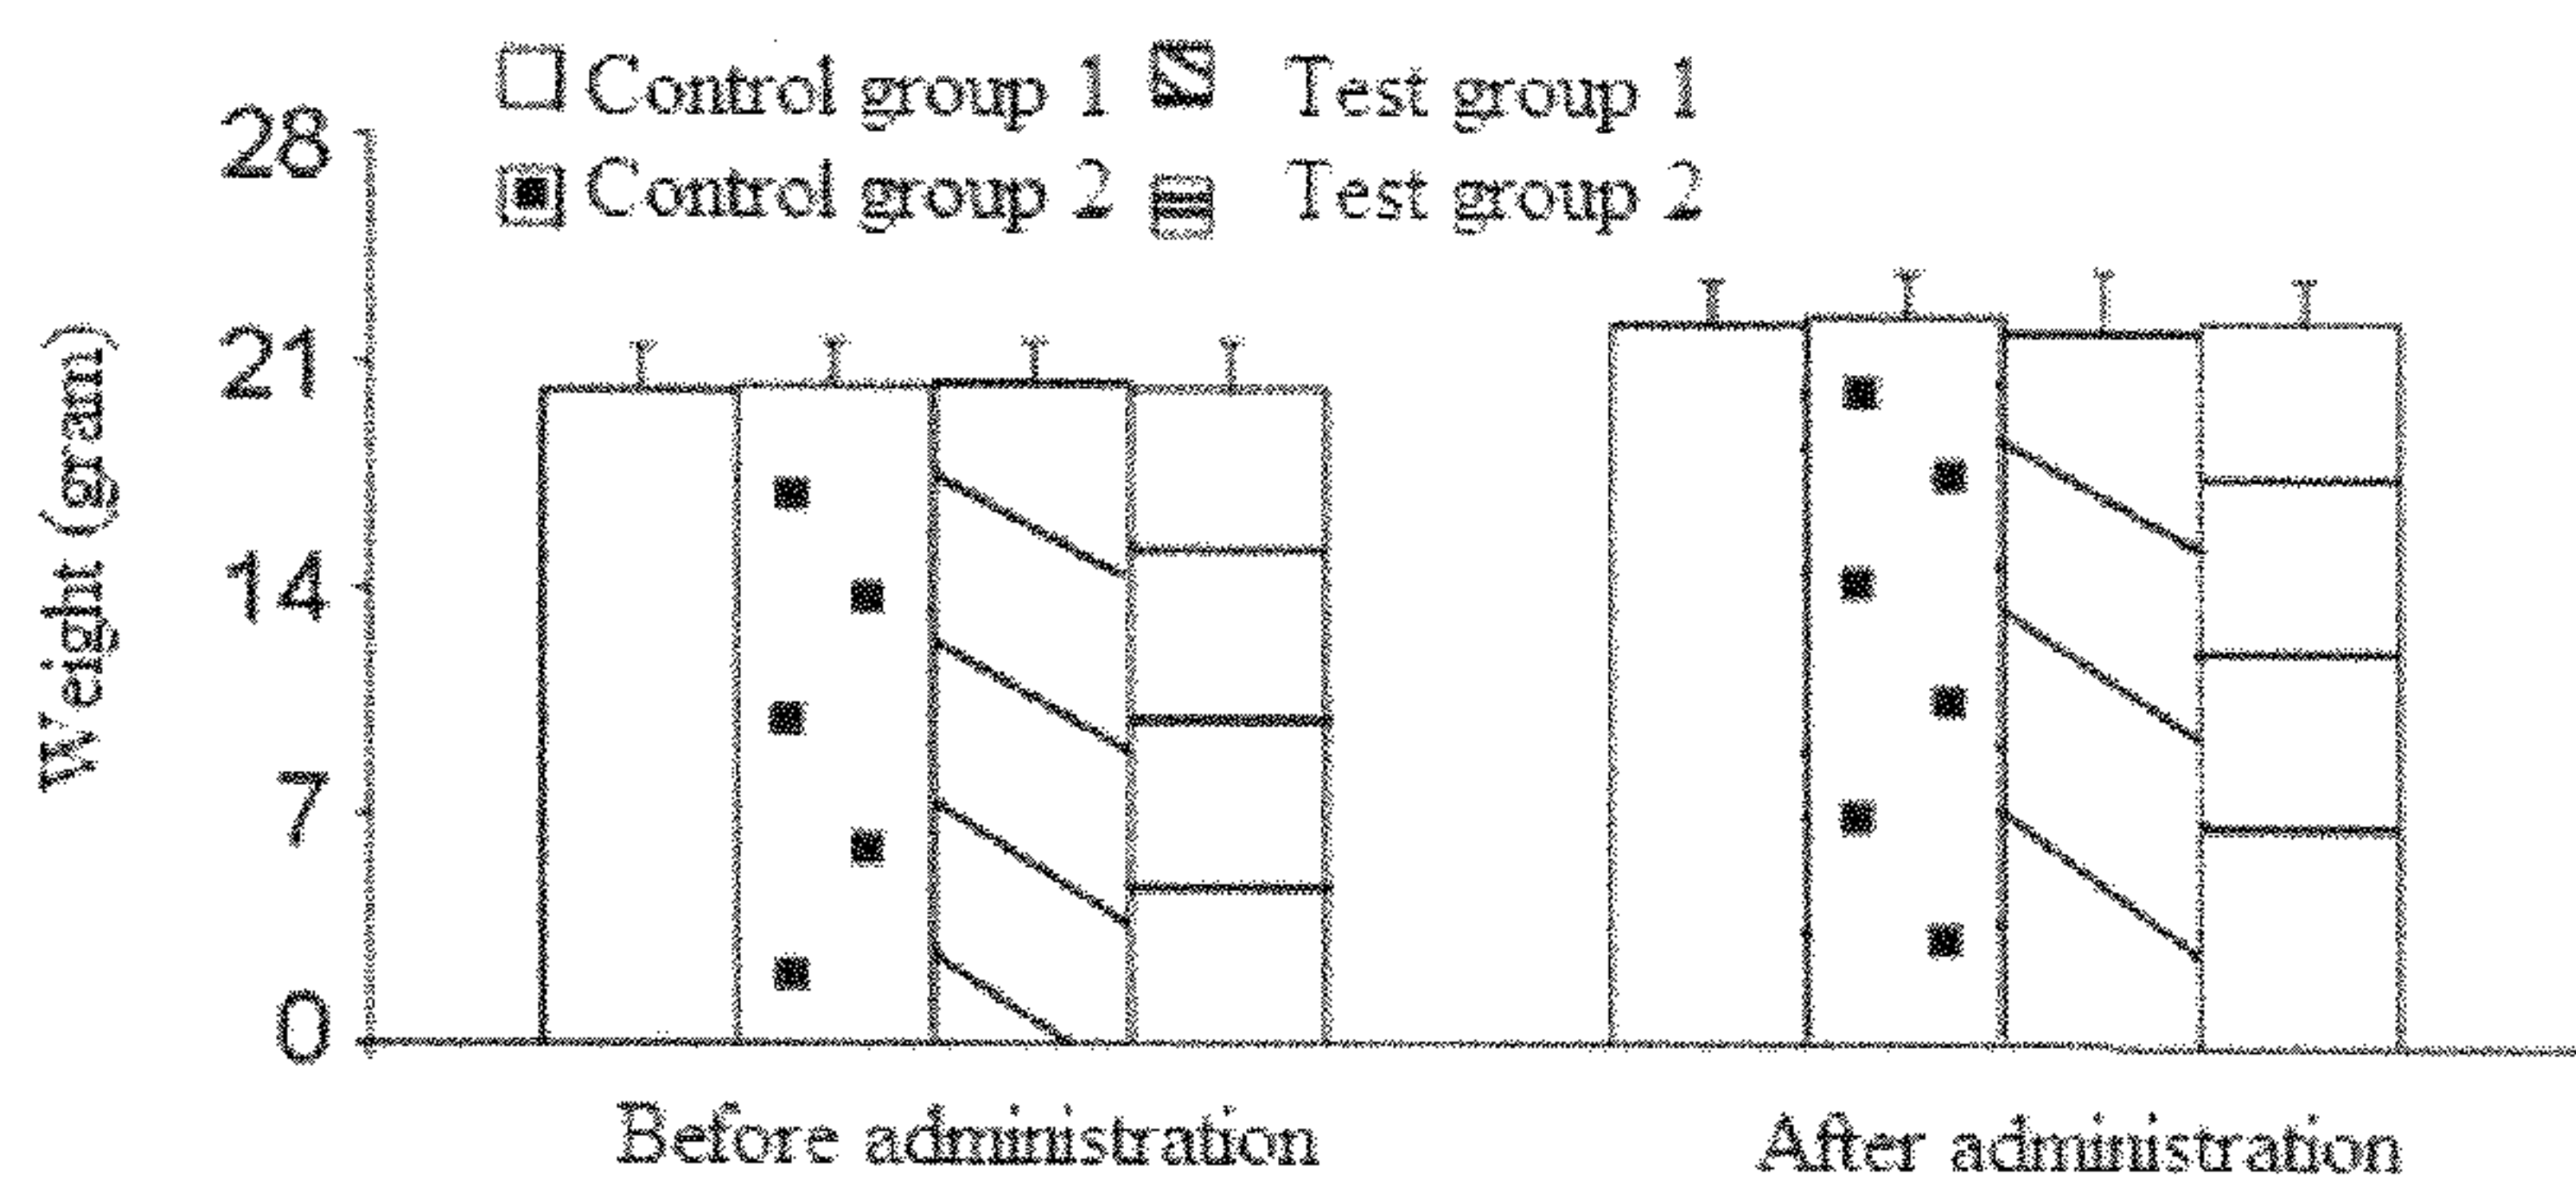 Control group 1 Test group 1
Control group 2 Test group 2
28
21
14
7
0
Weight (gram)
Before administration After administration